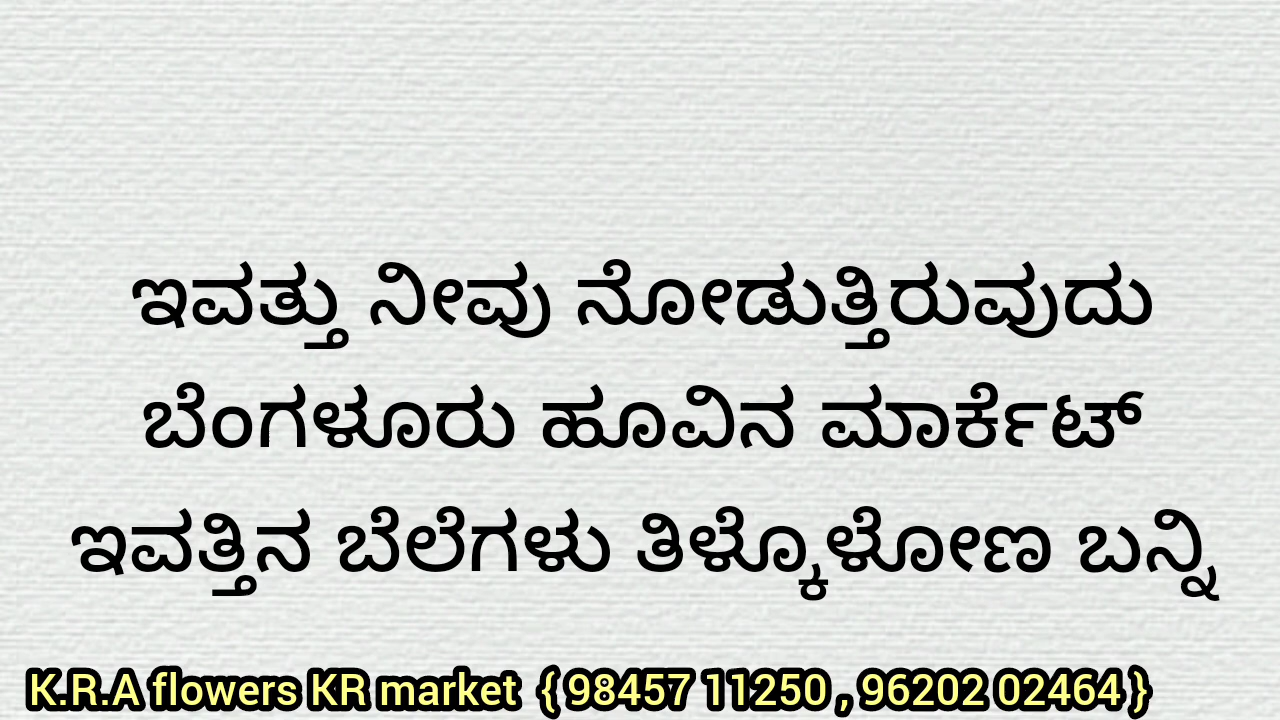 ಇವತ್ತು ನೀವು ನೋಡುತ್ತಿರುವುದು
ಬೆಂಗಳೂರು ಹೂವಿನ ಮಾರ್ಕೆಟ್
ಇವತ್ತಿನ ಬೆಲೆಗಳು ತಿಳ್ಕೊಳೋಣ ಬನ್ನಿ
K.R.A flowers KR market { 98457 11250 , 96202 02464 }